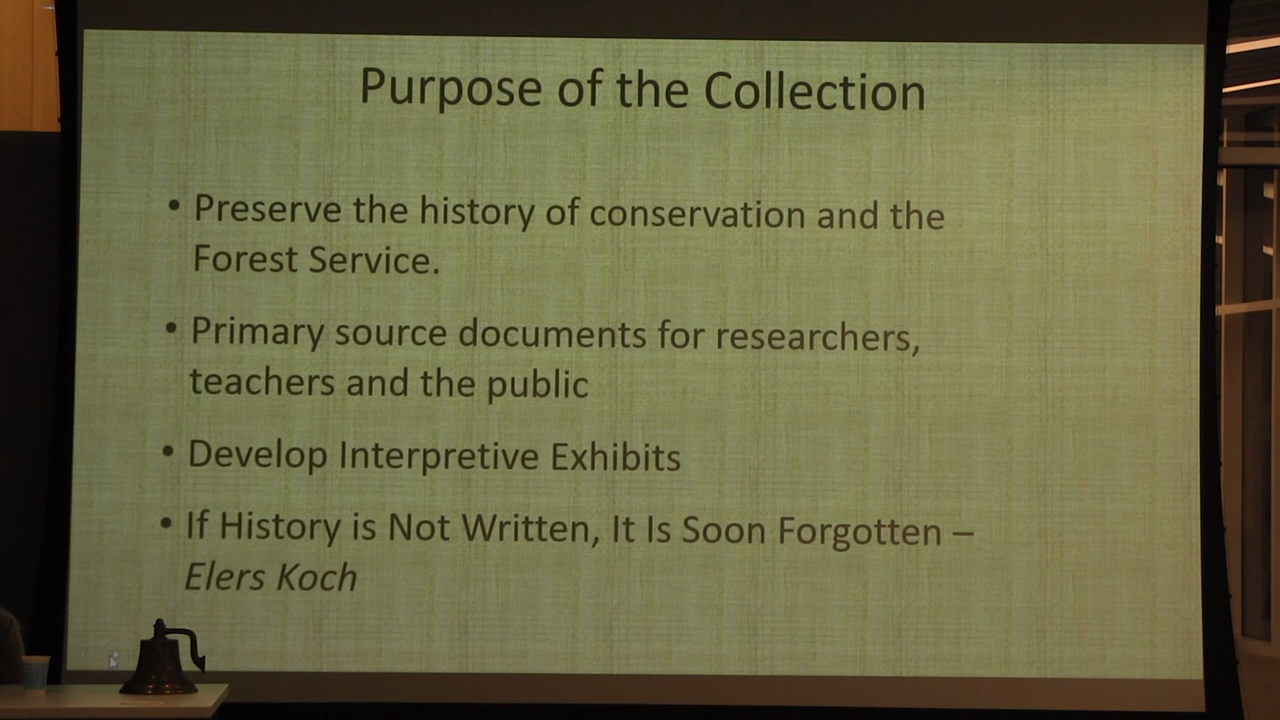 Purpose of the Collection
• Preserve the history of conservation and the
Forest Service.
• Primary source documents for researchers,
teachers and the public
• Develop Interpretive Exhibits
• If History is Not Written, It Is Soon Forgotten –
Elers Koch